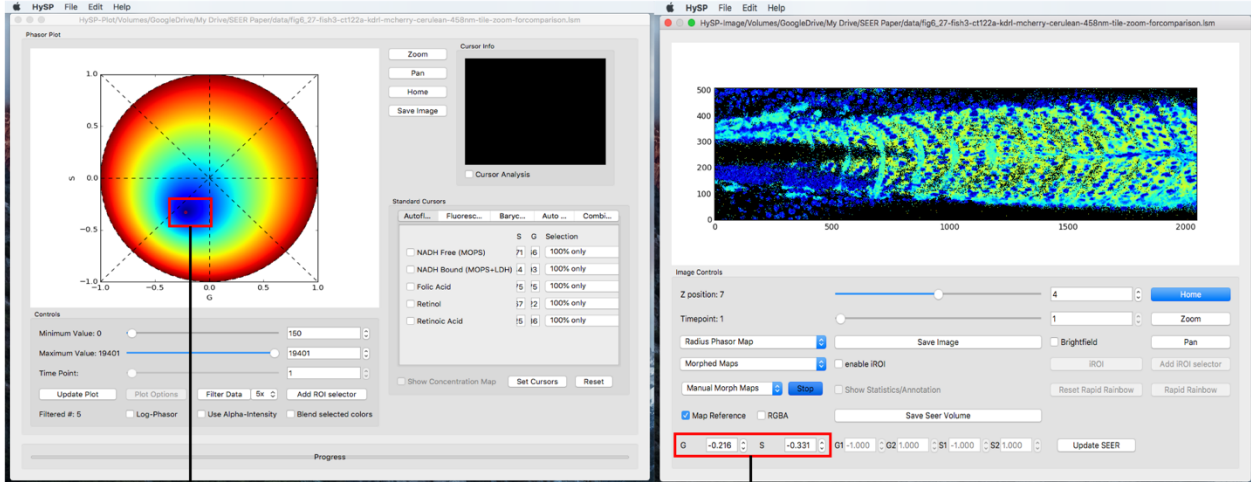 HySP File Edit Help
HySP-Plot/Volumes/GoogleDrive/My Drive/SEER Paper/data/fig6_27-fish3-ct122a-kdrl-mcherry-cerulean-458nm-tile-zoom-forcomparison.lsm
Phasor Plot
1.0
0.5
0.0
−0.5
−1.0
S
−1.0 −0.5 0.0 0.5 1.0
G
Zoom
Pan
Home
Save Image
Cursor Info
Cursor Analysis
Standard Cursors
Autofl... Fluoresc... Baryc... Auto ... Combi...
S G Selection
NADH Free (MOPS) 100% only
NADH Bound (MOPS+LDH) 100% only
Folic Acid 100% only
Retinol 100% only
Retinoic Acid 100% only
Show Concentration Map Set Cursors Reset
Controls
Minimum Value: 0 150
Maximum Value: 19401 19401
Time Point: 1
Update Plot Plot Options Filter Data 5x Add ROI selector
Filtered #: 5 Log-Phasor Use Alpha-Intensity Blend selected colors
Progress
HySP File Edit Help
HySP-Image/Volumes/GoogleDrive/My Drive/SEER Paper/data/fig6_27-fish3-ct122a-kdrl-mcherry-cerulean-458nm-tile-zoom-forcomparison.lsm
500
400
300
200
100
0
0 500 1000 1500 2000
Image Controls
Z position: 7 4 Home
Timepoint: 1 1 Zoom
Radius Phasor Map Save Image Brightfield Pan
Morphed Maps enable iROI iROI Add iROI selector
Manual Morph Maps Stop Show Statistics/Annotation Reset Rapid Rainbow Rapid Rainbow
Map Reference RGBA Save Seer Volume
G -0.216 S -0.331 G1 -1.000 G2 1.000 S1 -1.000 S2 1.000 Update SEER